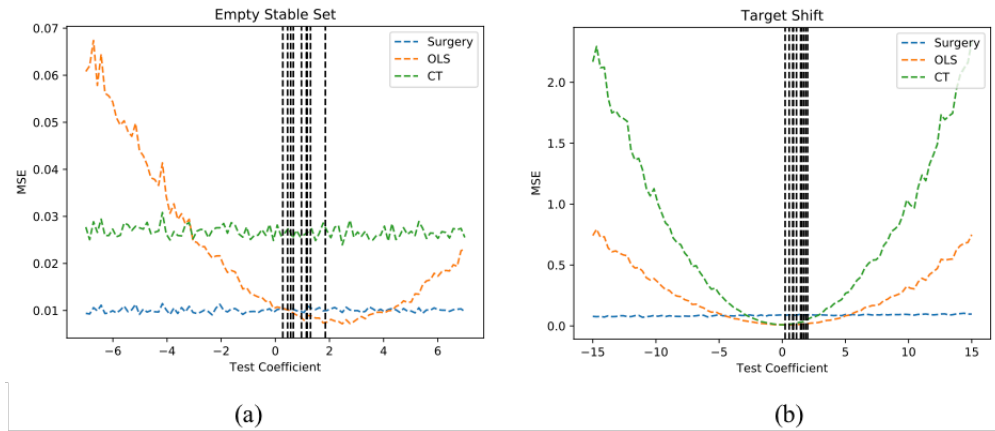 Empty Stable Set
0.07
0.06
0.05
0.04
0.03
0.02
0.01
MSE
−6
−4
−2
0
2
4
6
Test Coefficient
Surgery
OLS
CT
(a)
Target Shift
2.0
1.5
1.0
0.5
0.0
MSE
−15
−10
−5
0
5
10
15
Test Coefficient
Surgery
OLS
CT
(b)